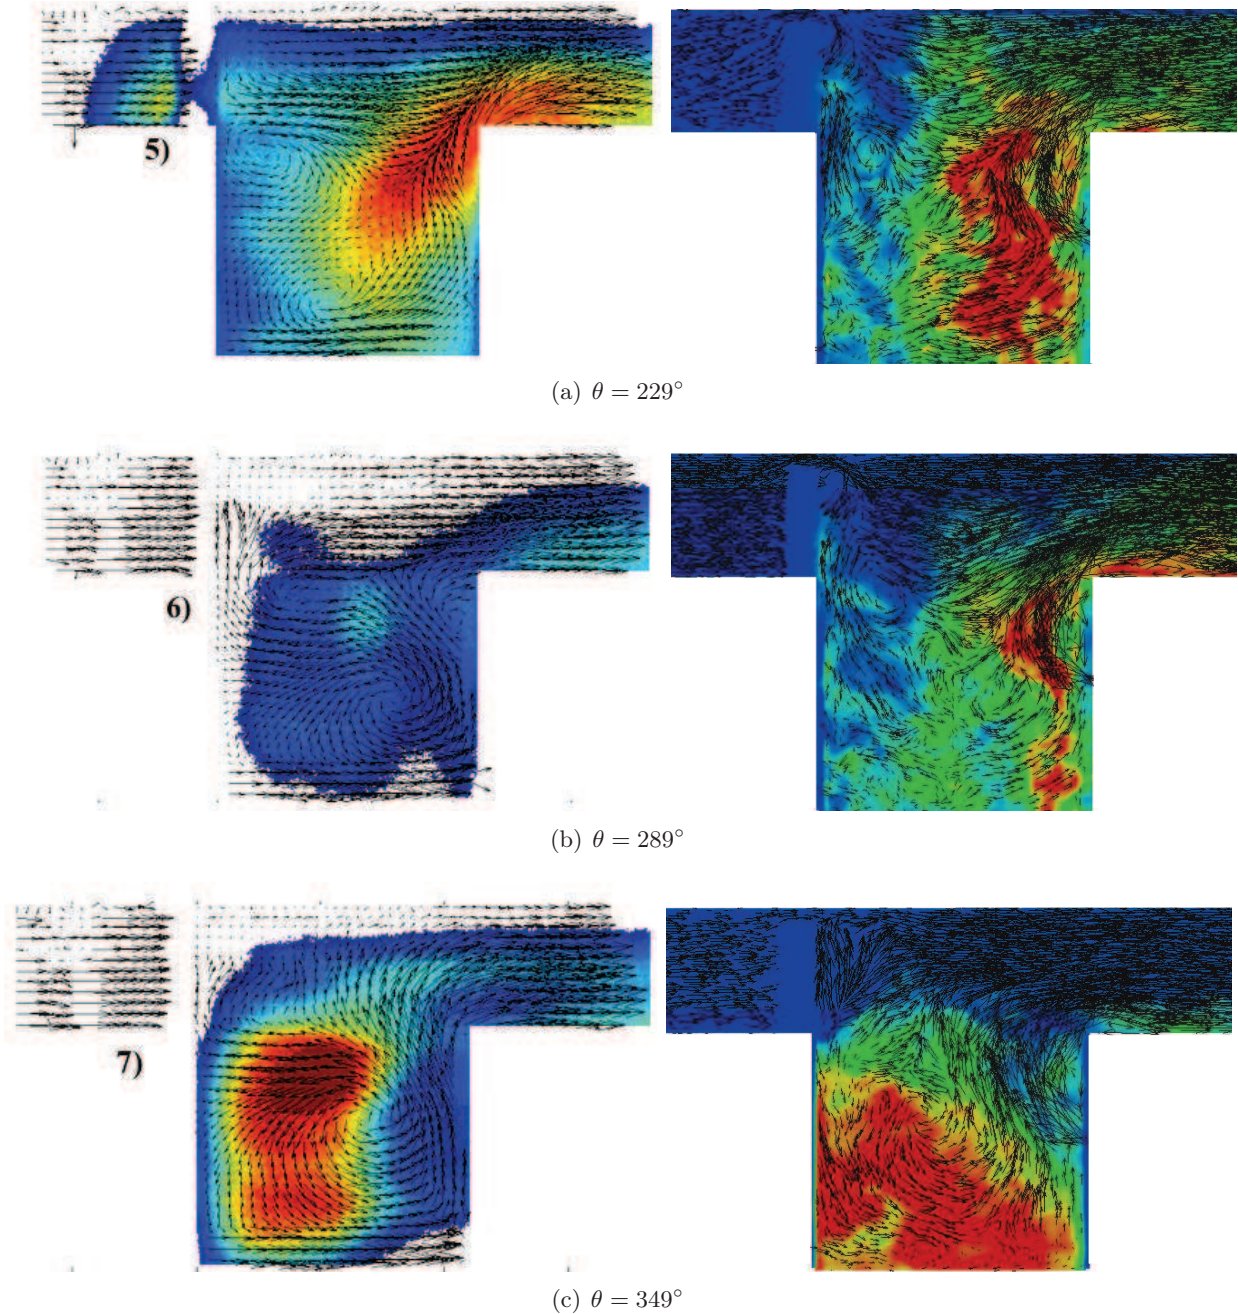 5)
(a) θ = 229°
6)
(b) θ = 289°
7)
(c) θ = 349°